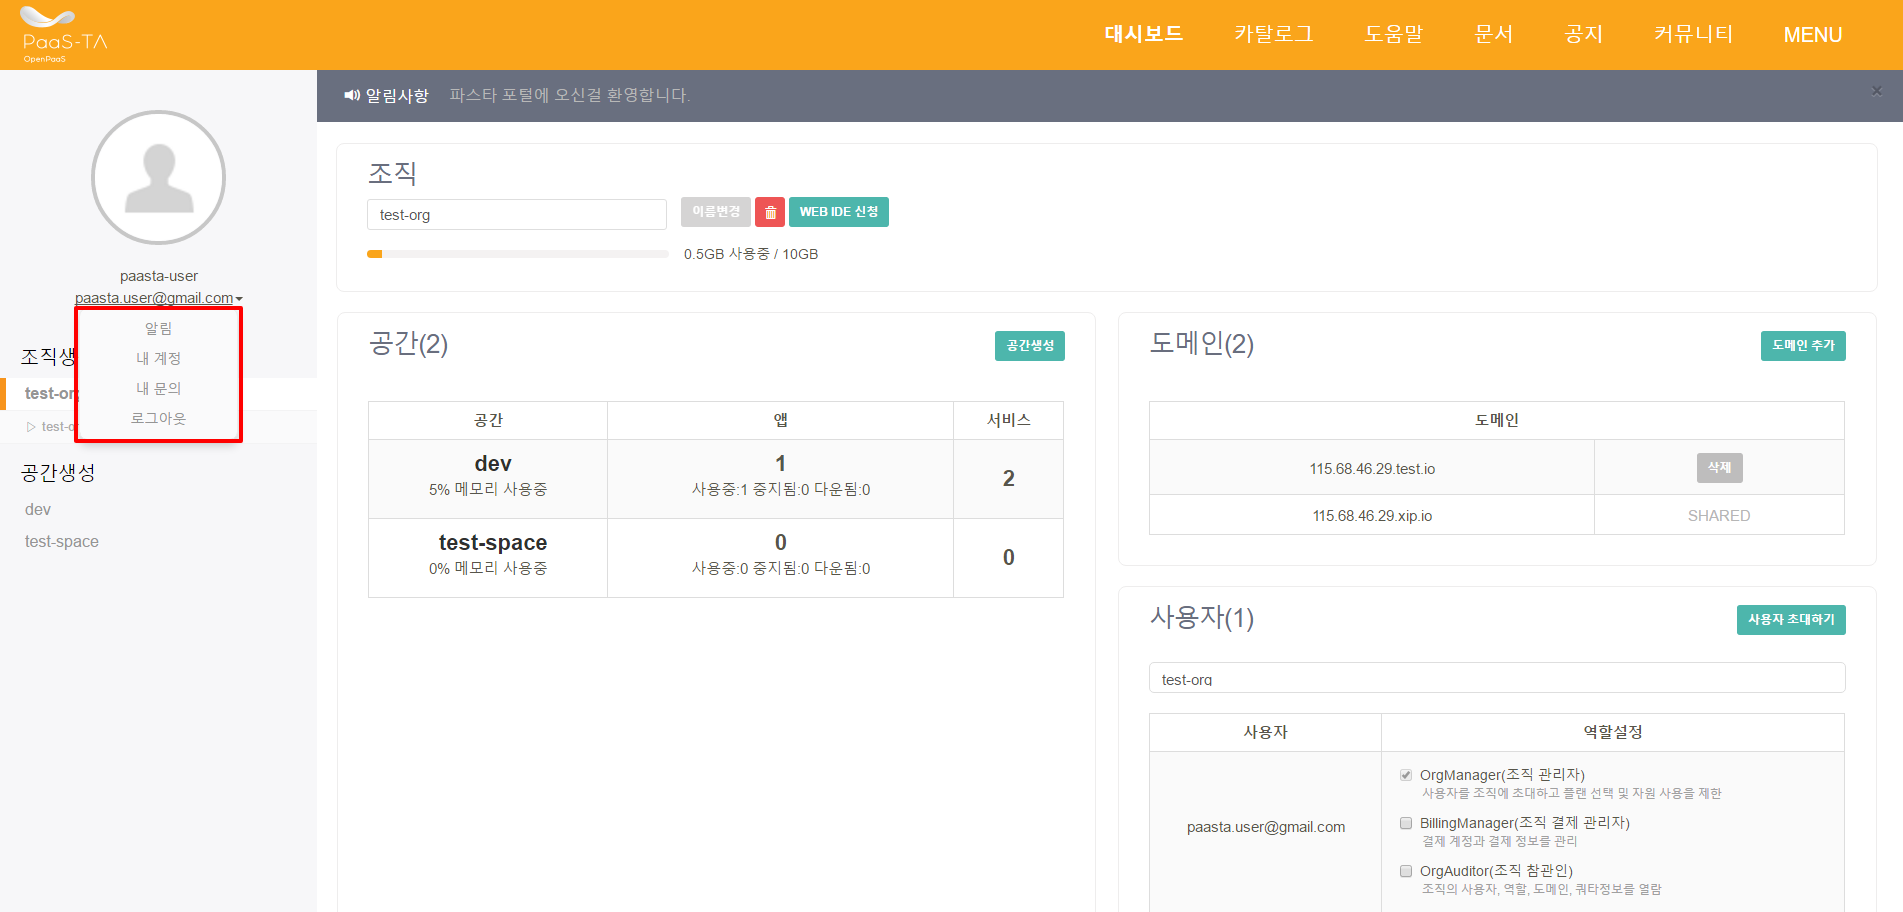 PaaS-TA
OpenPaaS
대시보드 카탈로그 도움말 문서 공지 커뮤니티 MENU
알림사항 파스타 포털에 오신걸 환영합니다. ×
paasta-user
paasta.user@gmail.com
알림
내 계정
내 문의
로그아웃
조직생
test-org
test-o
공간생성
dev
test-space
조직
test-org 이름변경 WEB IDE 신청
0.5GB 사용중 / 10GB
공간(2) 공간생성
공간 앱 서비스
dev 1 2
5% 메모리 사용중 사용중:1 중지됨:0 다운됨:0
test-space 0 0
0% 메모리 사용중 사용중:0 중지됨:0 다운됨:0
도메인(2) 도메인 추가
도메인
115.68.46.29.test.io 삭제
115.68.46.29.xip.io SHARED
사용자(1) 사용자 초대하기
test-org
사용자 역할설정
paasta.user@gmail.com
OrgManager(조직 관리자)
사용자를 조직에 초대하고 플랜 선택 및 자원 사용을 제한
BillingManager(조직 결제 관리자)
결제 계정과 결제 정보를 관리
OrgAuditor(조직 참관인)
조직의 사용자, 역할, 도메인, 쿼타정보를 열람